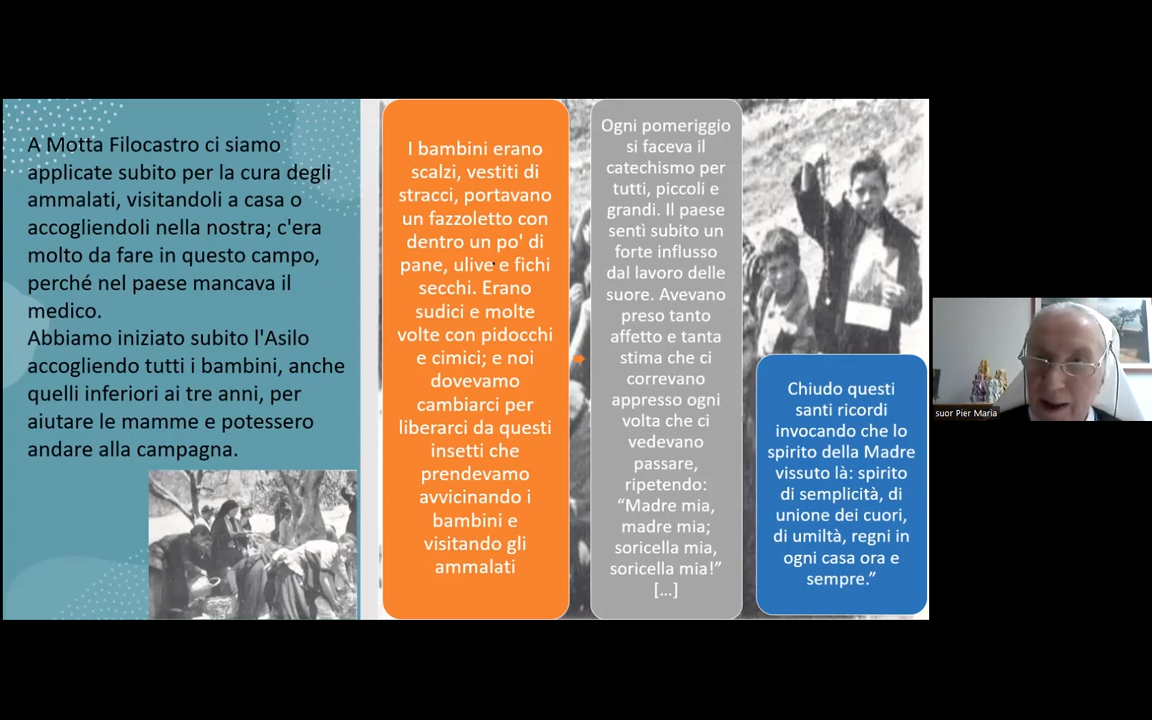 A Motta Filocastro ci siamo
applicate subito per la cura degli
ammalati, visitandoli a casa o
accogliendoli nella nostra; c'era
molto da fare in questo campo,
perché nel paese mancava il
medico.
Abbiamo iniziato subito l'Asilo
accogliendo tutti i bambini, anche
quelli inferiori ai tre anni, per
aiutare le mamme e potessero
andare alla campagna.
I bambini erano
scalzi, vestiti di
stracci, portavano
un fazzoletto con
dentro un po' di
pane, ulive e fichi
secchi. Erano
sudici e molte
volte con pidocchi
e cimici; e noi
dovevamo
cambiarci per
liberarci da questi
insetti che
prendevamo
avvicinando i
bambini e
visitando gli
ammalati
Ogni pomeriggio
si faceva il
catechismo per
tutti, piccoli e
grandi. Il paese
sentì subito un
forte influsso
dal lavoro delle
suore. Avevano
preso tanto
affetto e tanta
stima che ci
correvano
appresso ogni
volta che ci
vedevano
passare,
ripetendo:
“Madre mia,
madre mia;
soricella mia,
soricella mia!”
[...]
Chiudo questi
santi ricordi
invocando che lo
spirito della Madre
vissuto là: spirito
di semplicità, di
unione dei cuori,
di umiltà, regni in
ogni casa ora e
sempre.”
suor Pier Maria